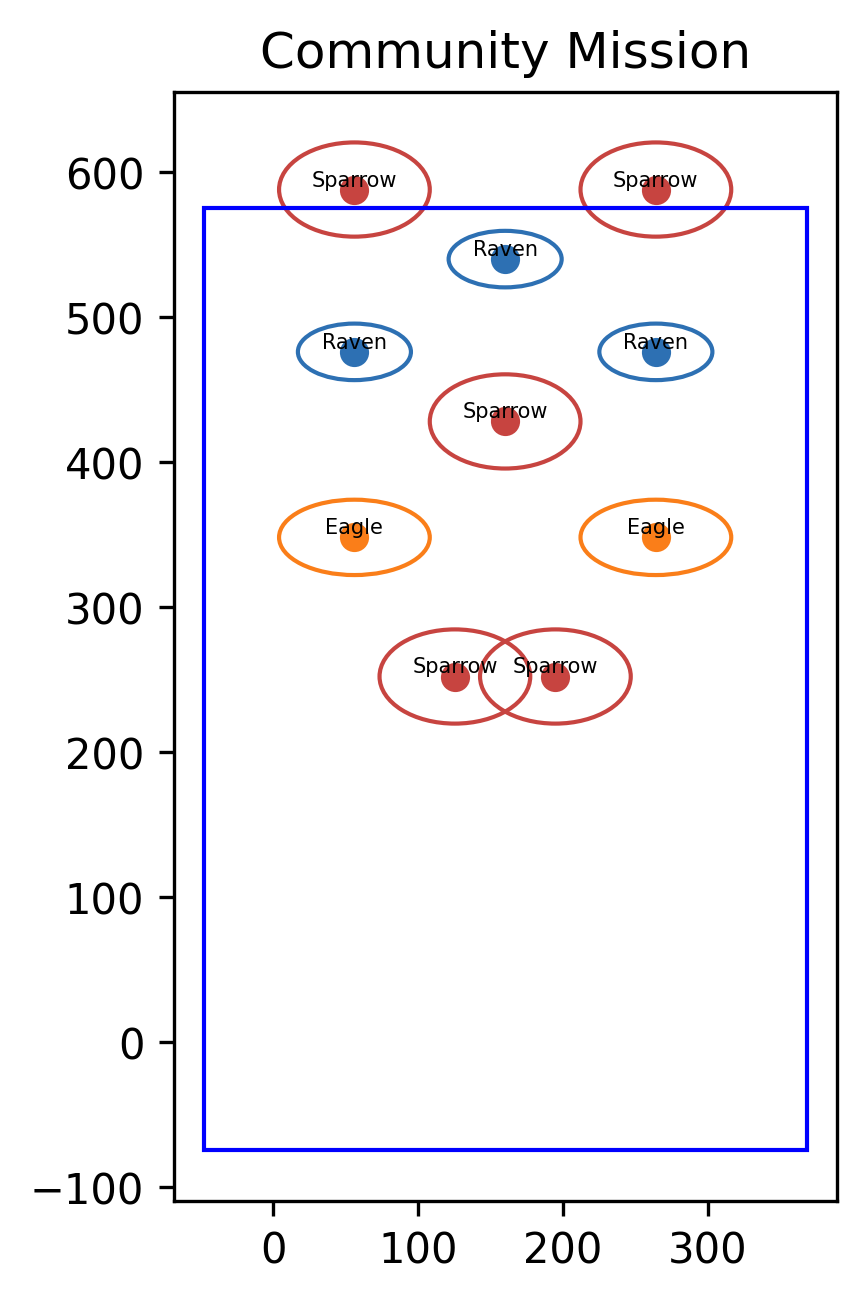 Community Mission
600
Sparrow Sparrow
Raven
500
Raven Raven
Sparrow
400
Eagle Eagle
300
Sparrow Sparrow
200
100
0
−100
0 100 200 300